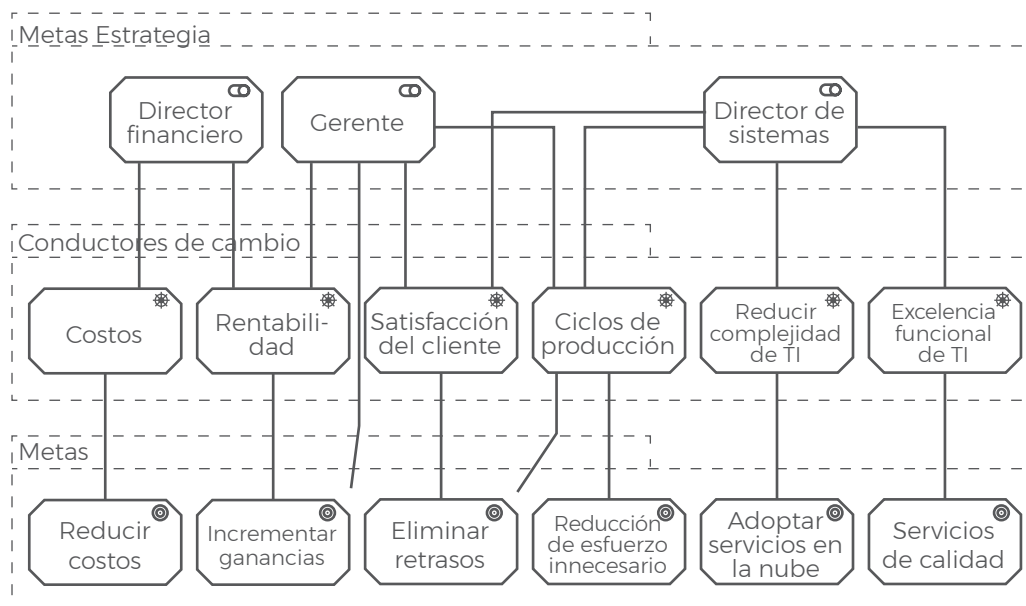 Metas Estrategia
Director
financiero
Gerente
Director de
sistemas
Conductores de cambio
Costos
Rentabili-
dad
Satisfacción
del cliente
Ciclos de
producción
Reducir
complejidad
de TI
Excelencia
funcional
de TI
Metas
Reducir
costos
Incrementar
ganancias
Eliminar
retrasos
Reducción
de esfuerzo
innecesario
Adoptar
servicios en
la nube
Servicios
de calidad